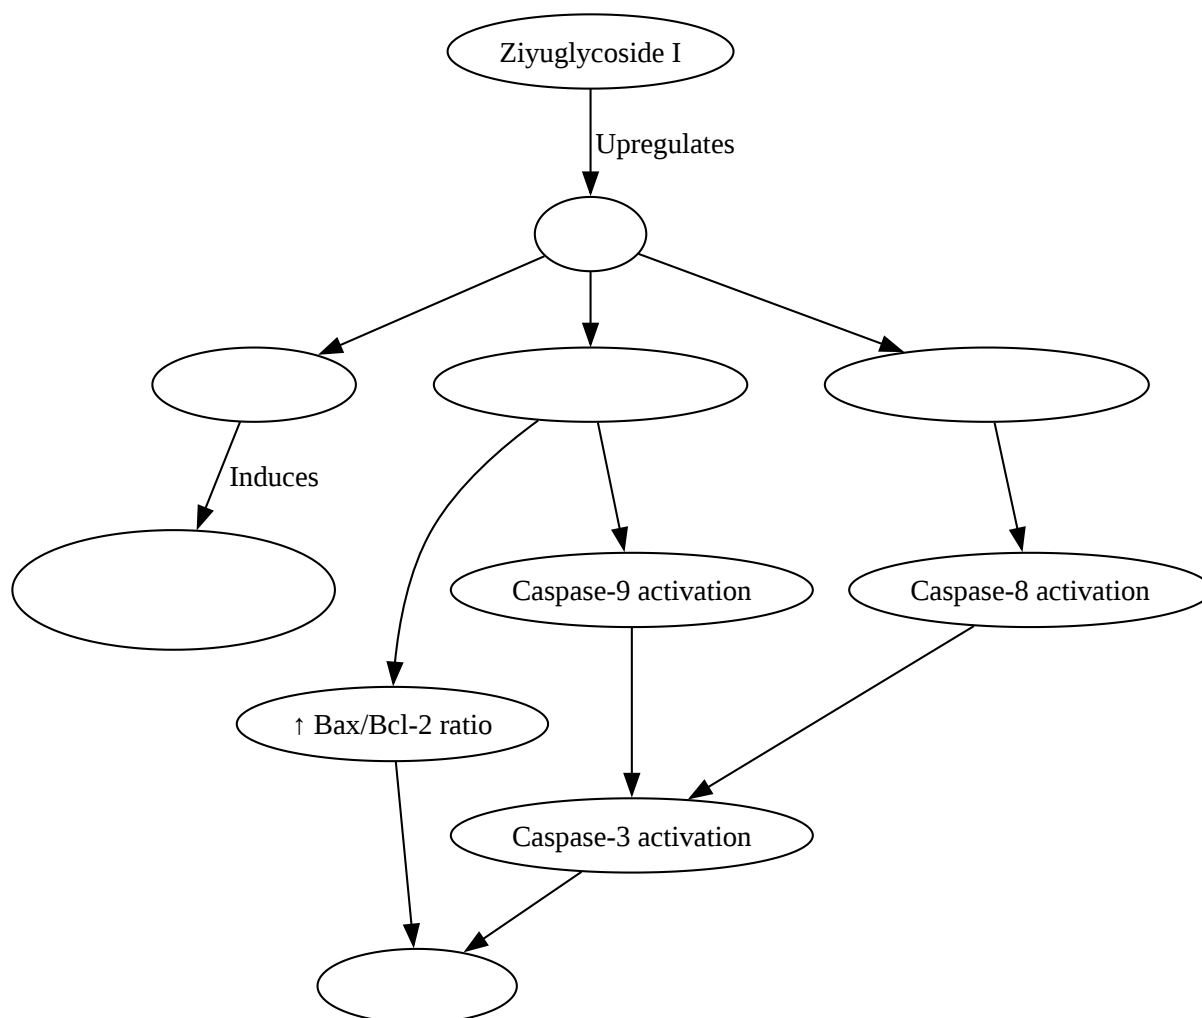 Ziyuglycoside I
Upregulates
Induces
Caspase-9 activation
Caspase-8 activation
↑ Bax/Bcl-2 ratio
Caspase-3 activation